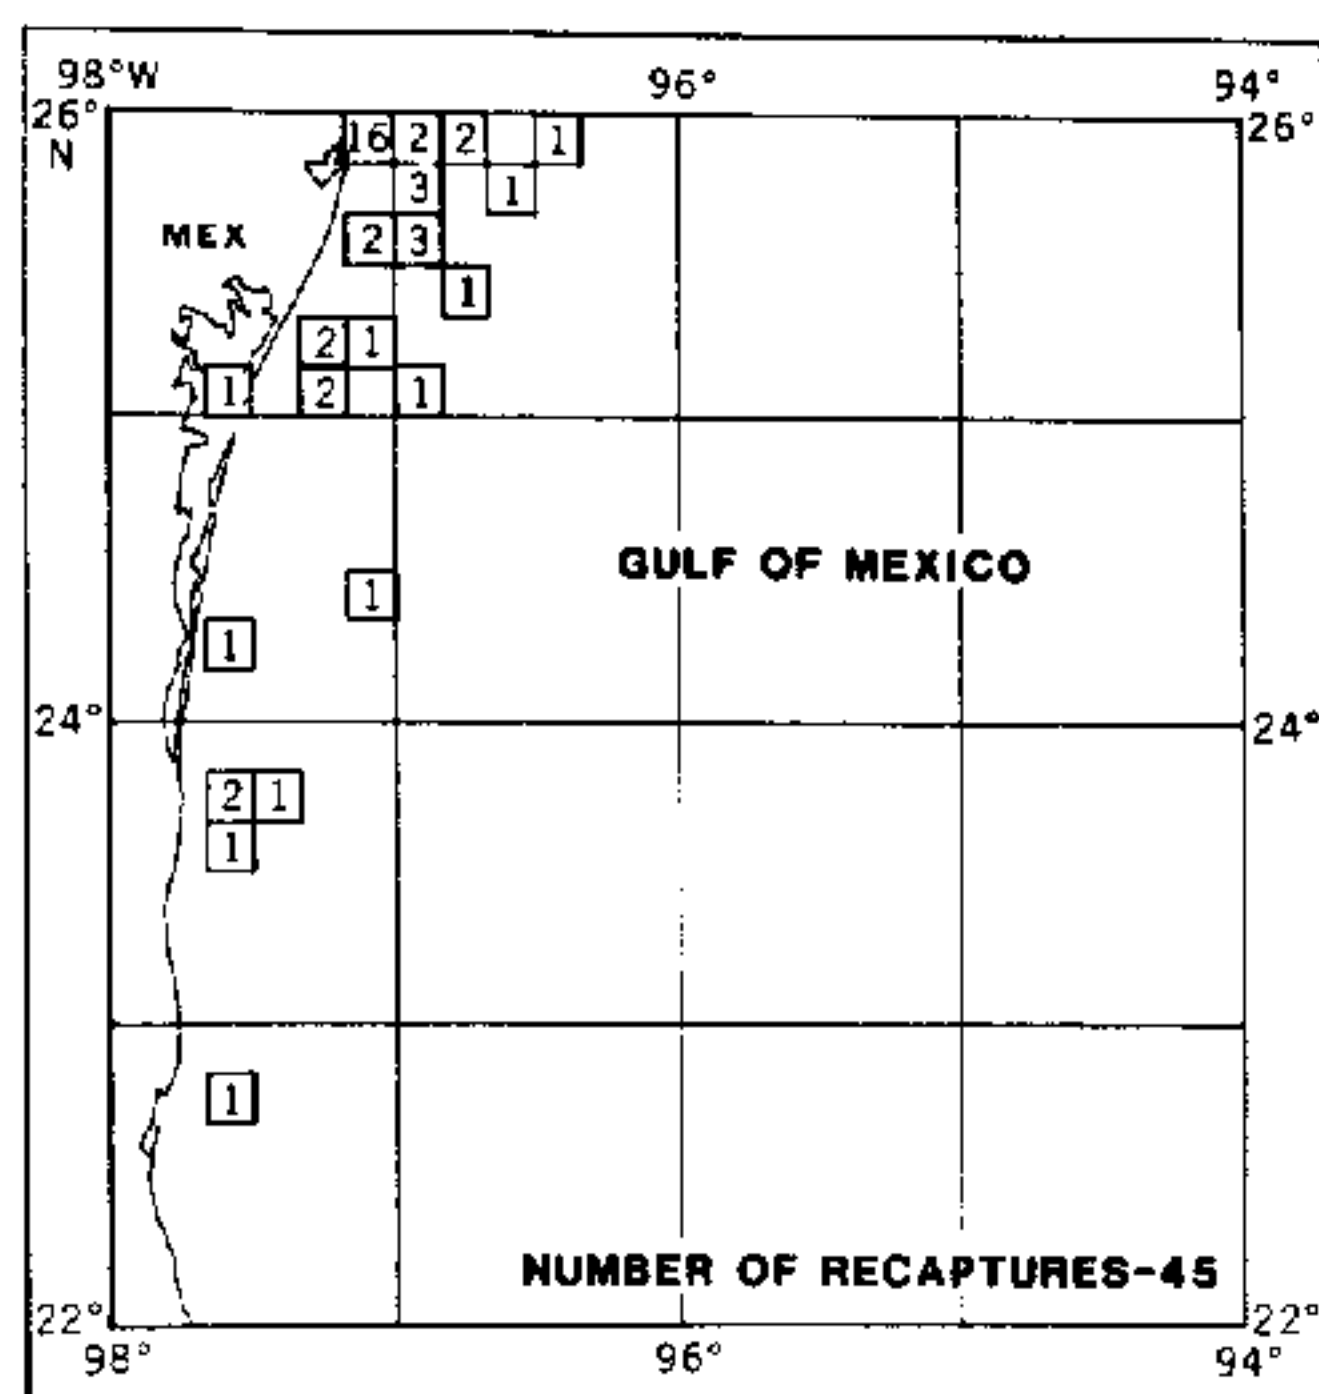 98°W 96° 94°
26° 26°
N
16 2 2 1
3 1
MEX 2 3
1
2 1
1 2 1
GULF OF MEXICO
1
1
24° 24°
2 1
1
1
NUMBER OF RECAPTURES-45
22° 22°
98° 96° 94°